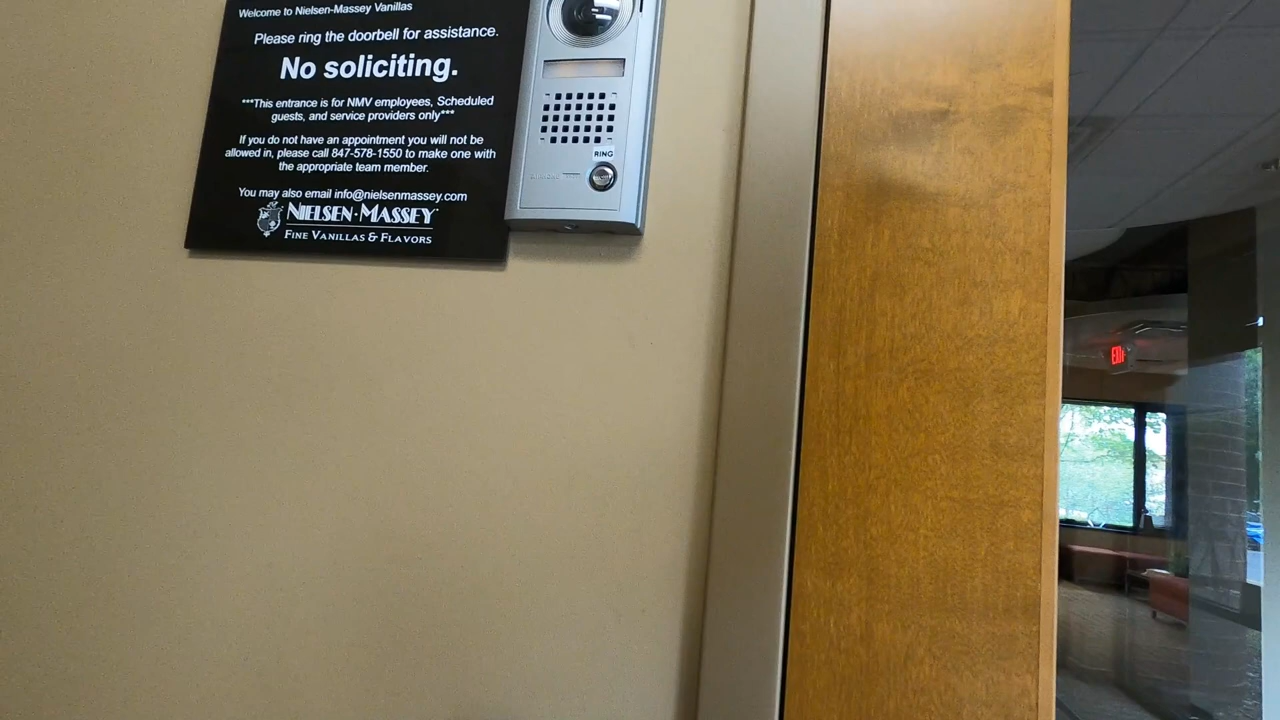 Welcome to Nielsen-Massey Vanillas
Please ring the doorbell for assistance.
No soliciting.
***This entrance is for NMV employees, Scheduled
guests, and service providers only***
If you do not have an appointment you will not be
allowed in, please call 847-578-1550 to make one with
the appropriate team member.
You may also email info@nielsenmassey.com
NIELSEN·MASSEY
FINE VANILLAS & FLAVORS
RING
EXIT